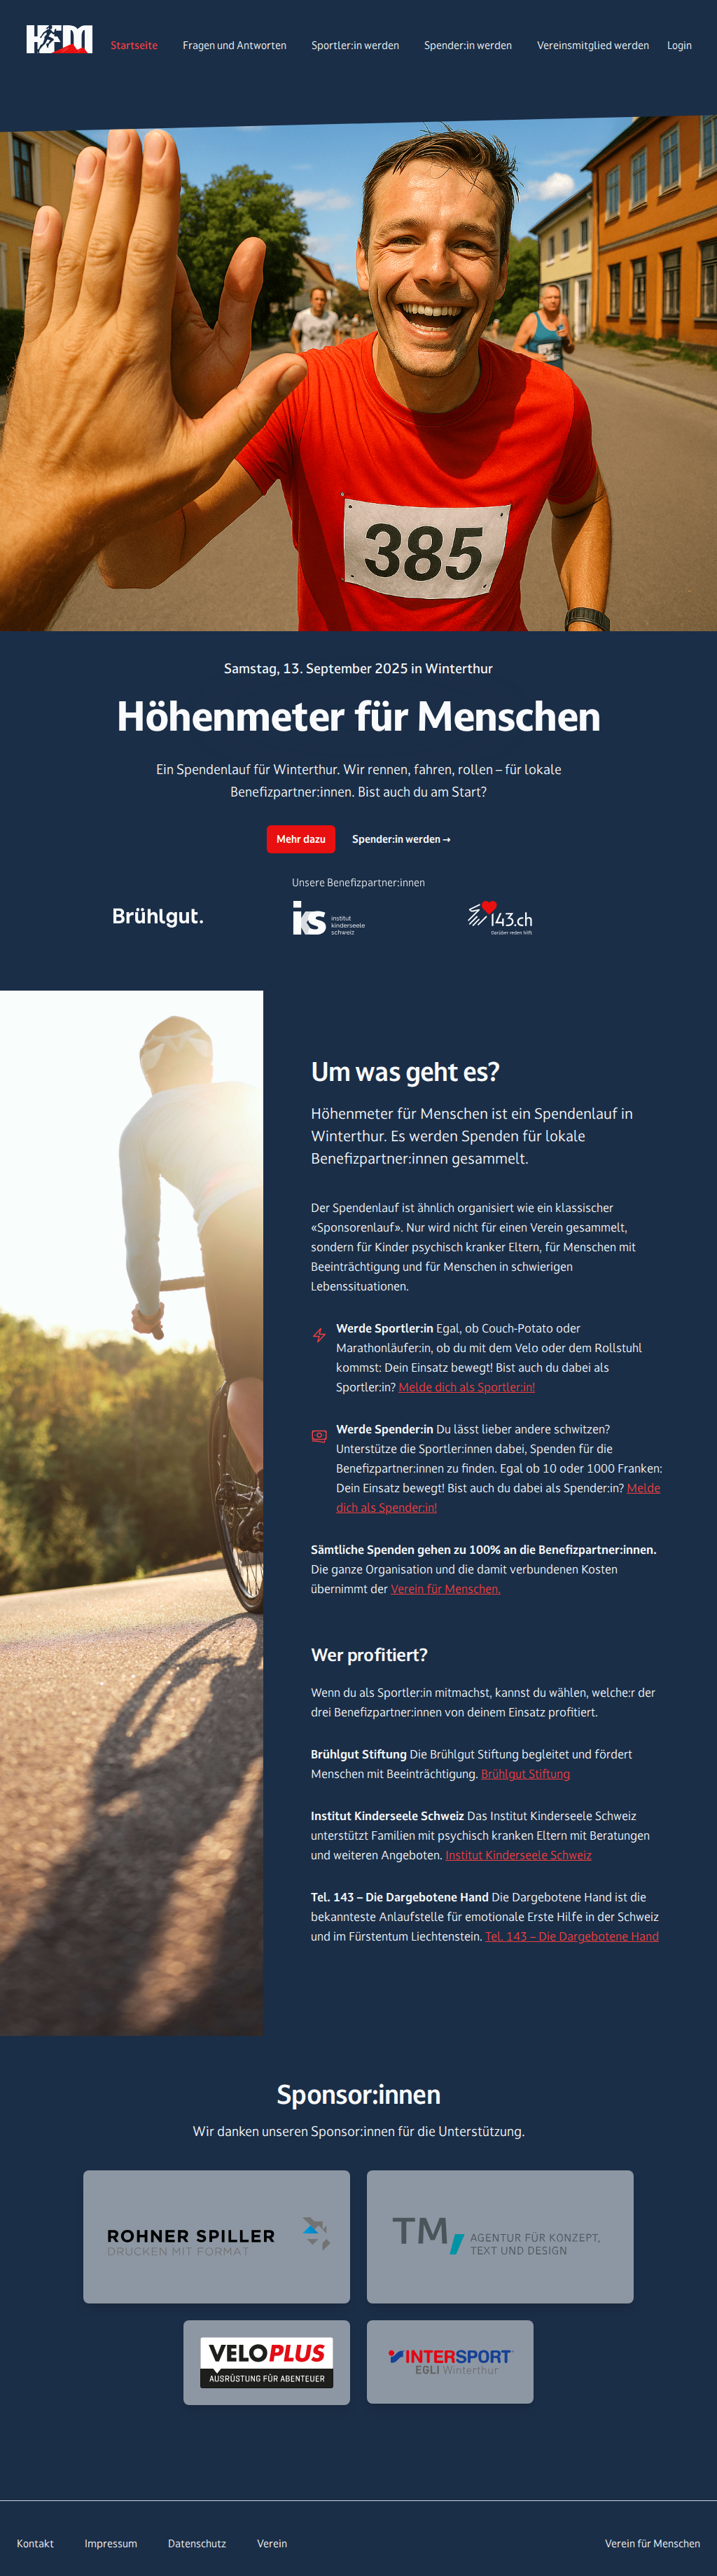 HFM
Startseite
Fragen und Antworten
Sportler:in werden
Spender:in werden
Vereinsmitglied werden
Login
385
Samstag, 13. September 2025 in Winterthur
Höhenmeter für Menschen
Ein Spendenlauf für Winterthur. Wir rennen, fahren, rollen – für lokale
Benefizpartner:innen. Bist auch du am Start?
Mehr dazu
Spender:in werden →
Unsere Benefizpartner:innen
Brühlgut.
iks
institut
kinderseele
schweiz
143.ch
Darüber reden hilft
Um was geht es?
Höhenmeter für Menschen ist ein Spendenlauf in
Winterthur. Es werden Spenden für lokale
Benefizpartner:innen gesammelt.
Der Spendenlauf ist ähnlich organisiert wie ein klassischer
«Sponsorenlauf». Nur wird nicht für einen Verein gesammelt,
sondern für Kinder psychisch kranker Eltern, für Menschen mit
Beeinträchtigung und für Menschen in schwierigen
Lebenssituationen.
Werde Sportler:in Egal, ob Couch-Potato oder
Marathonläufer:in, ob du mit dem Velo oder dem Rollstuhl
kommst: Dein Einsatz bewegt! Bist auch du dabei als
Sportler:in? Melde dich als Sportler:in!
Werde Spender:in Du lässt lieber andere schwitzen?
Unterstütze die Sportler:innen dabei, Spenden für die
Benefizpartner:innen zu finden. Egal ob 10 oder 1000 Franken:
Dein Einsatz bewegt! Bist auch du dabei als Spender:in? Melde
dich als Spender:in!
Sämtliche Spenden gehen zu 100% an die Benefizpartner:innen.
Die ganze Organisation und die damit verbundenen Kosten
übernimmt der Verein für Menschen.
Wer profitiert?
Wenn du als Sportler:in mitmachst, kannst du wählen, welche:r der
drei Benefizpartner:innen von deinem Einsatz profitiert.
Brühlgut Stiftung Die Brühlgut Stiftung begleitet und fördert
Menschen mit Beeinträchtigung. Brühlgut Stiftung
Institut Kinderseele Schweiz Das Institut Kinderseele Schweiz
unterstützt Familien mit psychisch kranken Eltern mit Beratungen
und weiteren Angeboten. Institut Kinderseele Schweiz
Tel. 143 – Die Dargebotene Hand Die Dargebotene Hand ist die
bekannteste Anlaufstelle für emotionale Erste Hilfe in der Schweiz
und im Fürstentum Liechtenstein. Tel. 143 – Die Dargebotene Hand
Sponsor:innen
Wir danken unseren Sponsor:innen für die Unterstützung.
ROHNER SPILLER
DRUCKEN MIT FORMAT
TM,
AGENTUR FÜR KONZEPT,
TEXT UND DESIGN
VELOPLUS
AUSRÜSTUNG FÜR ABENTEUER
INTERSPORT
EGLI Winterthur
Kontakt
Impressum
Datenschutz
Verein
Verein für Menschen